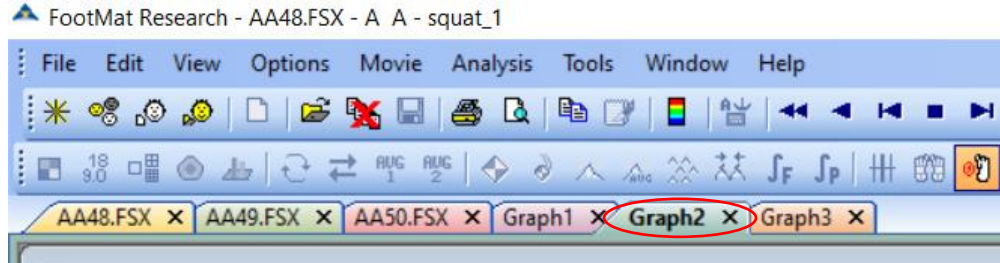 FootMat Research - AA48.FSX - A A - squat_1
File Edit View Options Movie Analysis Tools Window Help
A
18 9.0 AVG 1 AVG 2 AVG ∫F ∫P
AA48.FSX × AA49.FSX × AA50.FSX × Graph1 × Graph2 × Graph3 ×